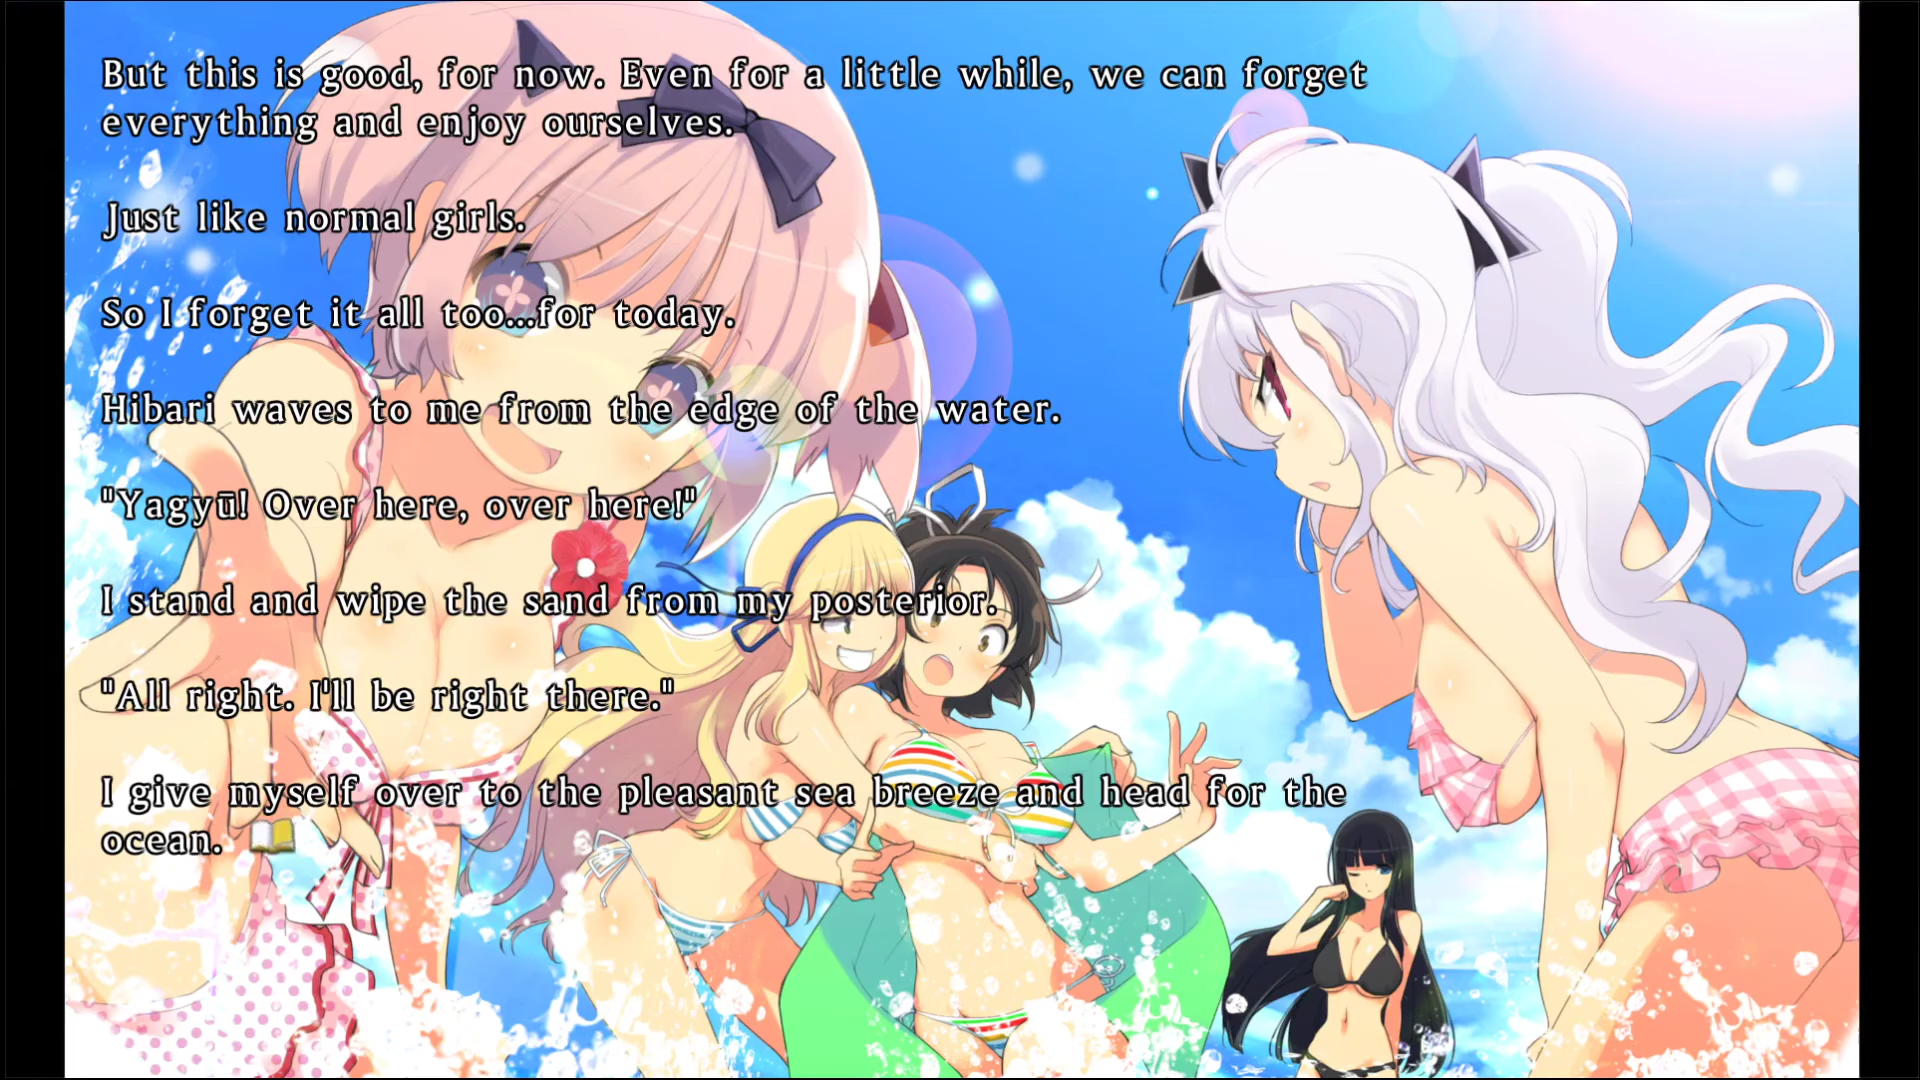 But this is good, for now. Even for a little while, we can forget
everything and enjoy ourselves.
Just like normal girls.
So I forget it all too...for today.
Hibari waves to me from the edge of the water.
"Yagyū! Over here, over here!"
I stand and wipe the sand from my posterior.
"All right. I'll be right there."
I give myself over to the pleasant sea breeze and head for the
ocean.